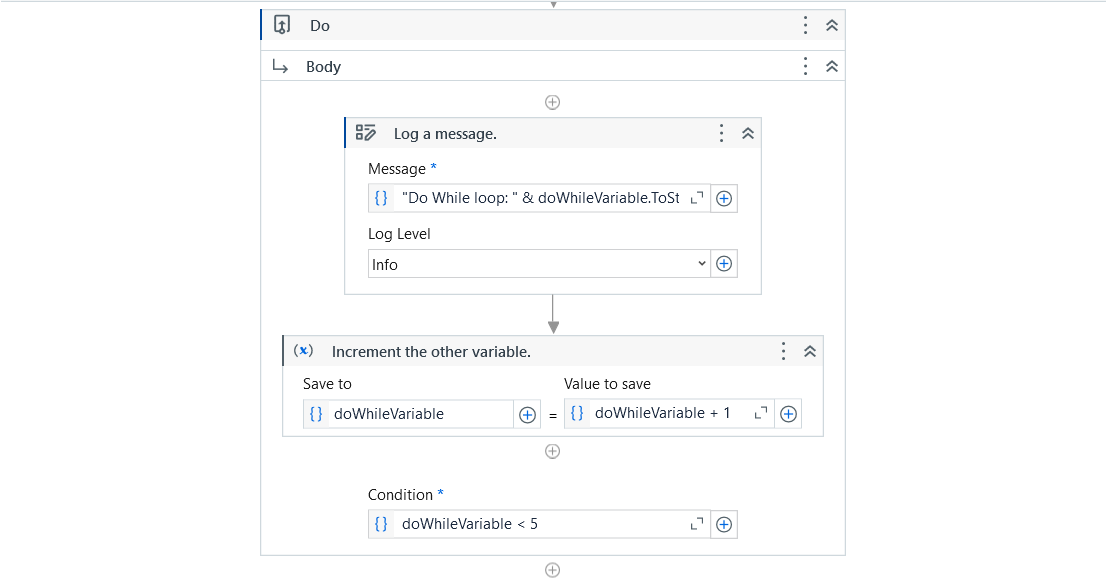 Do
Body
Log a message.
Message *
{} "Do While loop: " & doWhileVariable.ToSt
Log Level
Info
(x) Increment the other variable.
Save to Value to save
{} doWhileVariable = {} doWhileVariable + 1
Condition *
{} doWhileVariable < 5